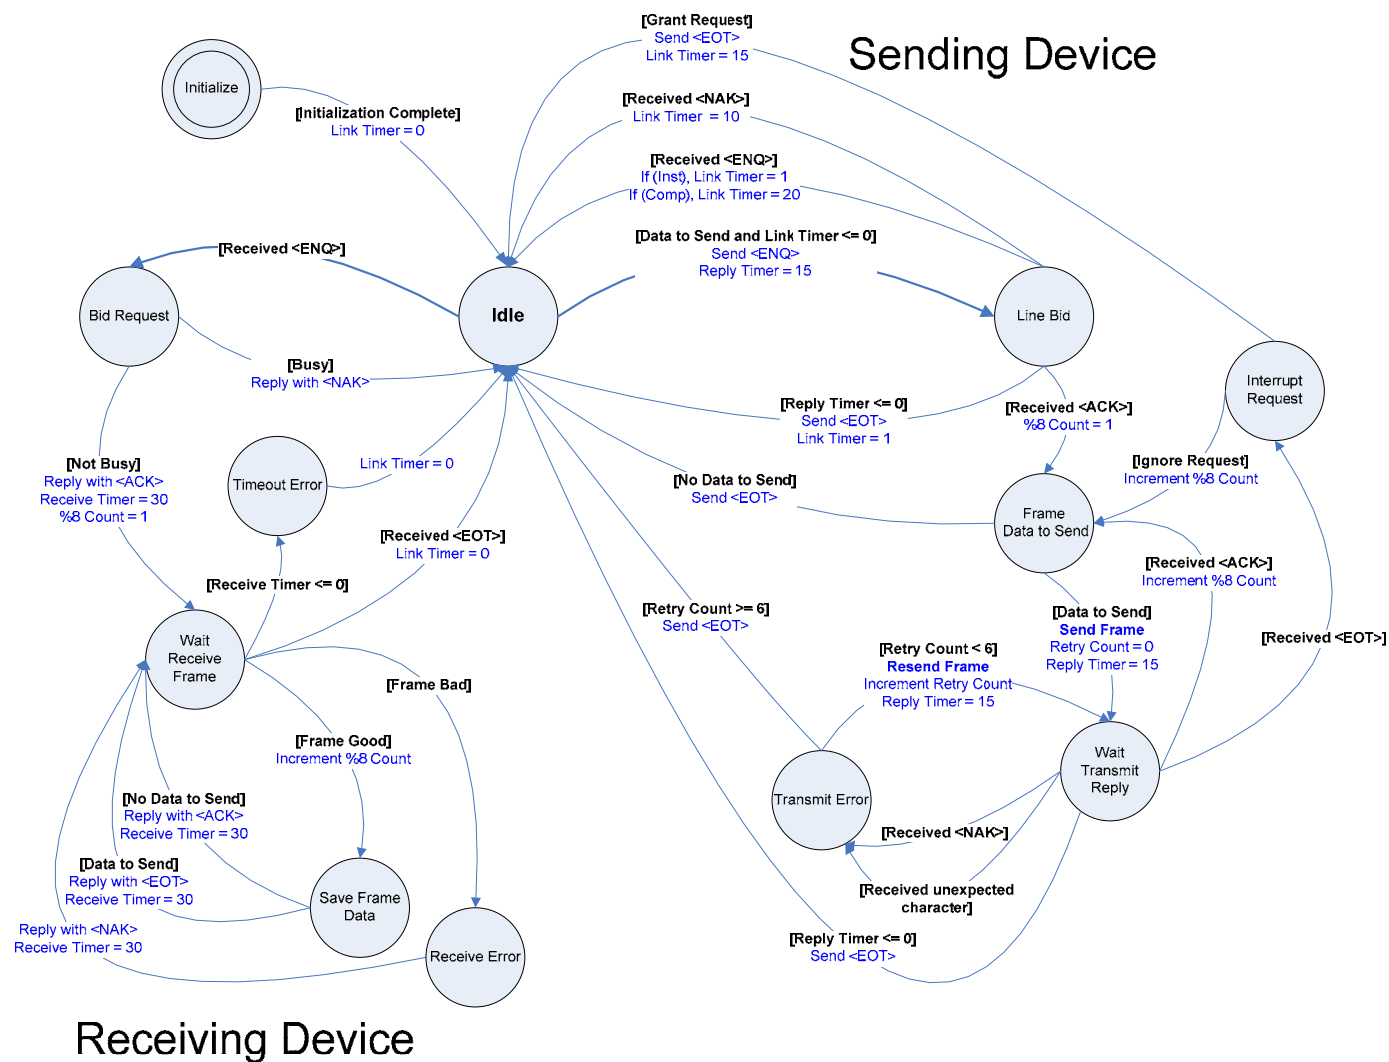 [Grant Request]
Send <EOT>
Link Timer = 15
Sending Device
Initialize
[Initialization Complete]
Link Timer = 0
[Received <NAK>]
Link Timer = 10
[Received <ENQ>]
If (Inst), Link Timer = 1
If (Comp), Link Timer = 20
[Received <ENQ>]
[Data to Send and Link Timer <= 0]
Send <ENQ>
Reply Timer = 15
Bid Request
Idle
Line Bid
[Busy]
Reply with <NAK>
Interrupt
Request
[Reply Timer <= 0]
Send <EOT>
Link Timer = 1
[Received <ACK>]
%8 Count = 1
[Not Busy]
Reply with <ACK>
Receive Timer = 30
%8 Count = 1
Timeout Error
Link Timer = 0
[No Data to Send]
Send <EOT>
[Ignore Request]
Increment %8 Count
Frame
Data to Send
[Received <EOT>]
Link Timer = 0
[Receive Timer <= 0]
[Received <ACK>]
Increment %8 Count
[Retry Count >= 6]
Send <EOT>
[Data to Send]
Send Frame
Retry Count = 0
Reply Timer = 15
[Received <EOT>]
Wait
Receive
Frame
[Retry Count < 6]
Resend Frame
Increment Retry Count
Reply Timer = 15
[Frame Bad]
[Frame Good]
Increment %8 Count
Wait
Transmit
Reply
Transmit Error
[No Data to Send]
Reply with <ACK>
Receive Timer = 30
[Received <NAK>]
[Data to Send]
Reply with <EOT>
Receive Timer = 30
[Received unexpected
character]
Save Frame
Data
Reply with <NAK>
Receive Timer = 30
Receive Error
[Reply Timer <= 0]
Send <EOT>
Receiving Device